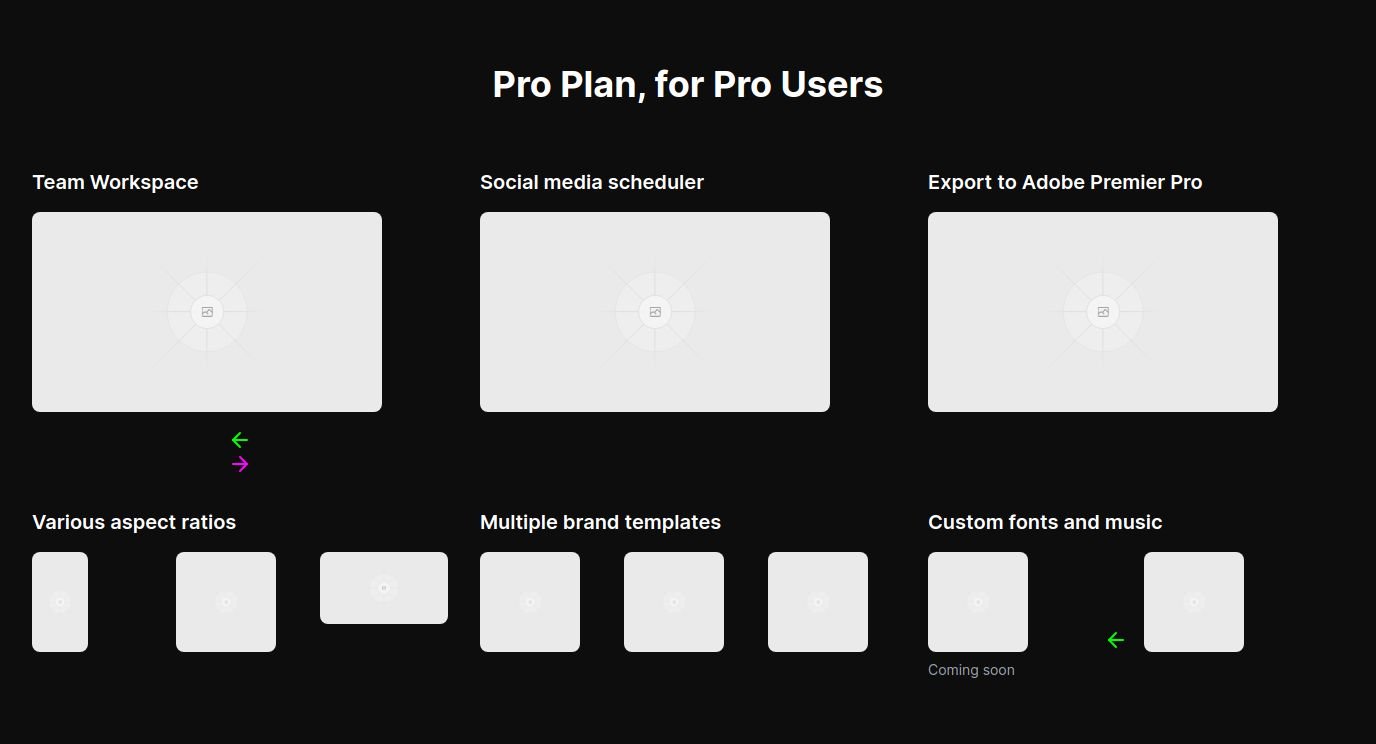 Pro Plan, for Pro Users
Team Workspace
Social media scheduler
Export to Adobe Premier Pro
Various aspect ratios
Multiple brand templates
Custom fonts and music
Coming soon